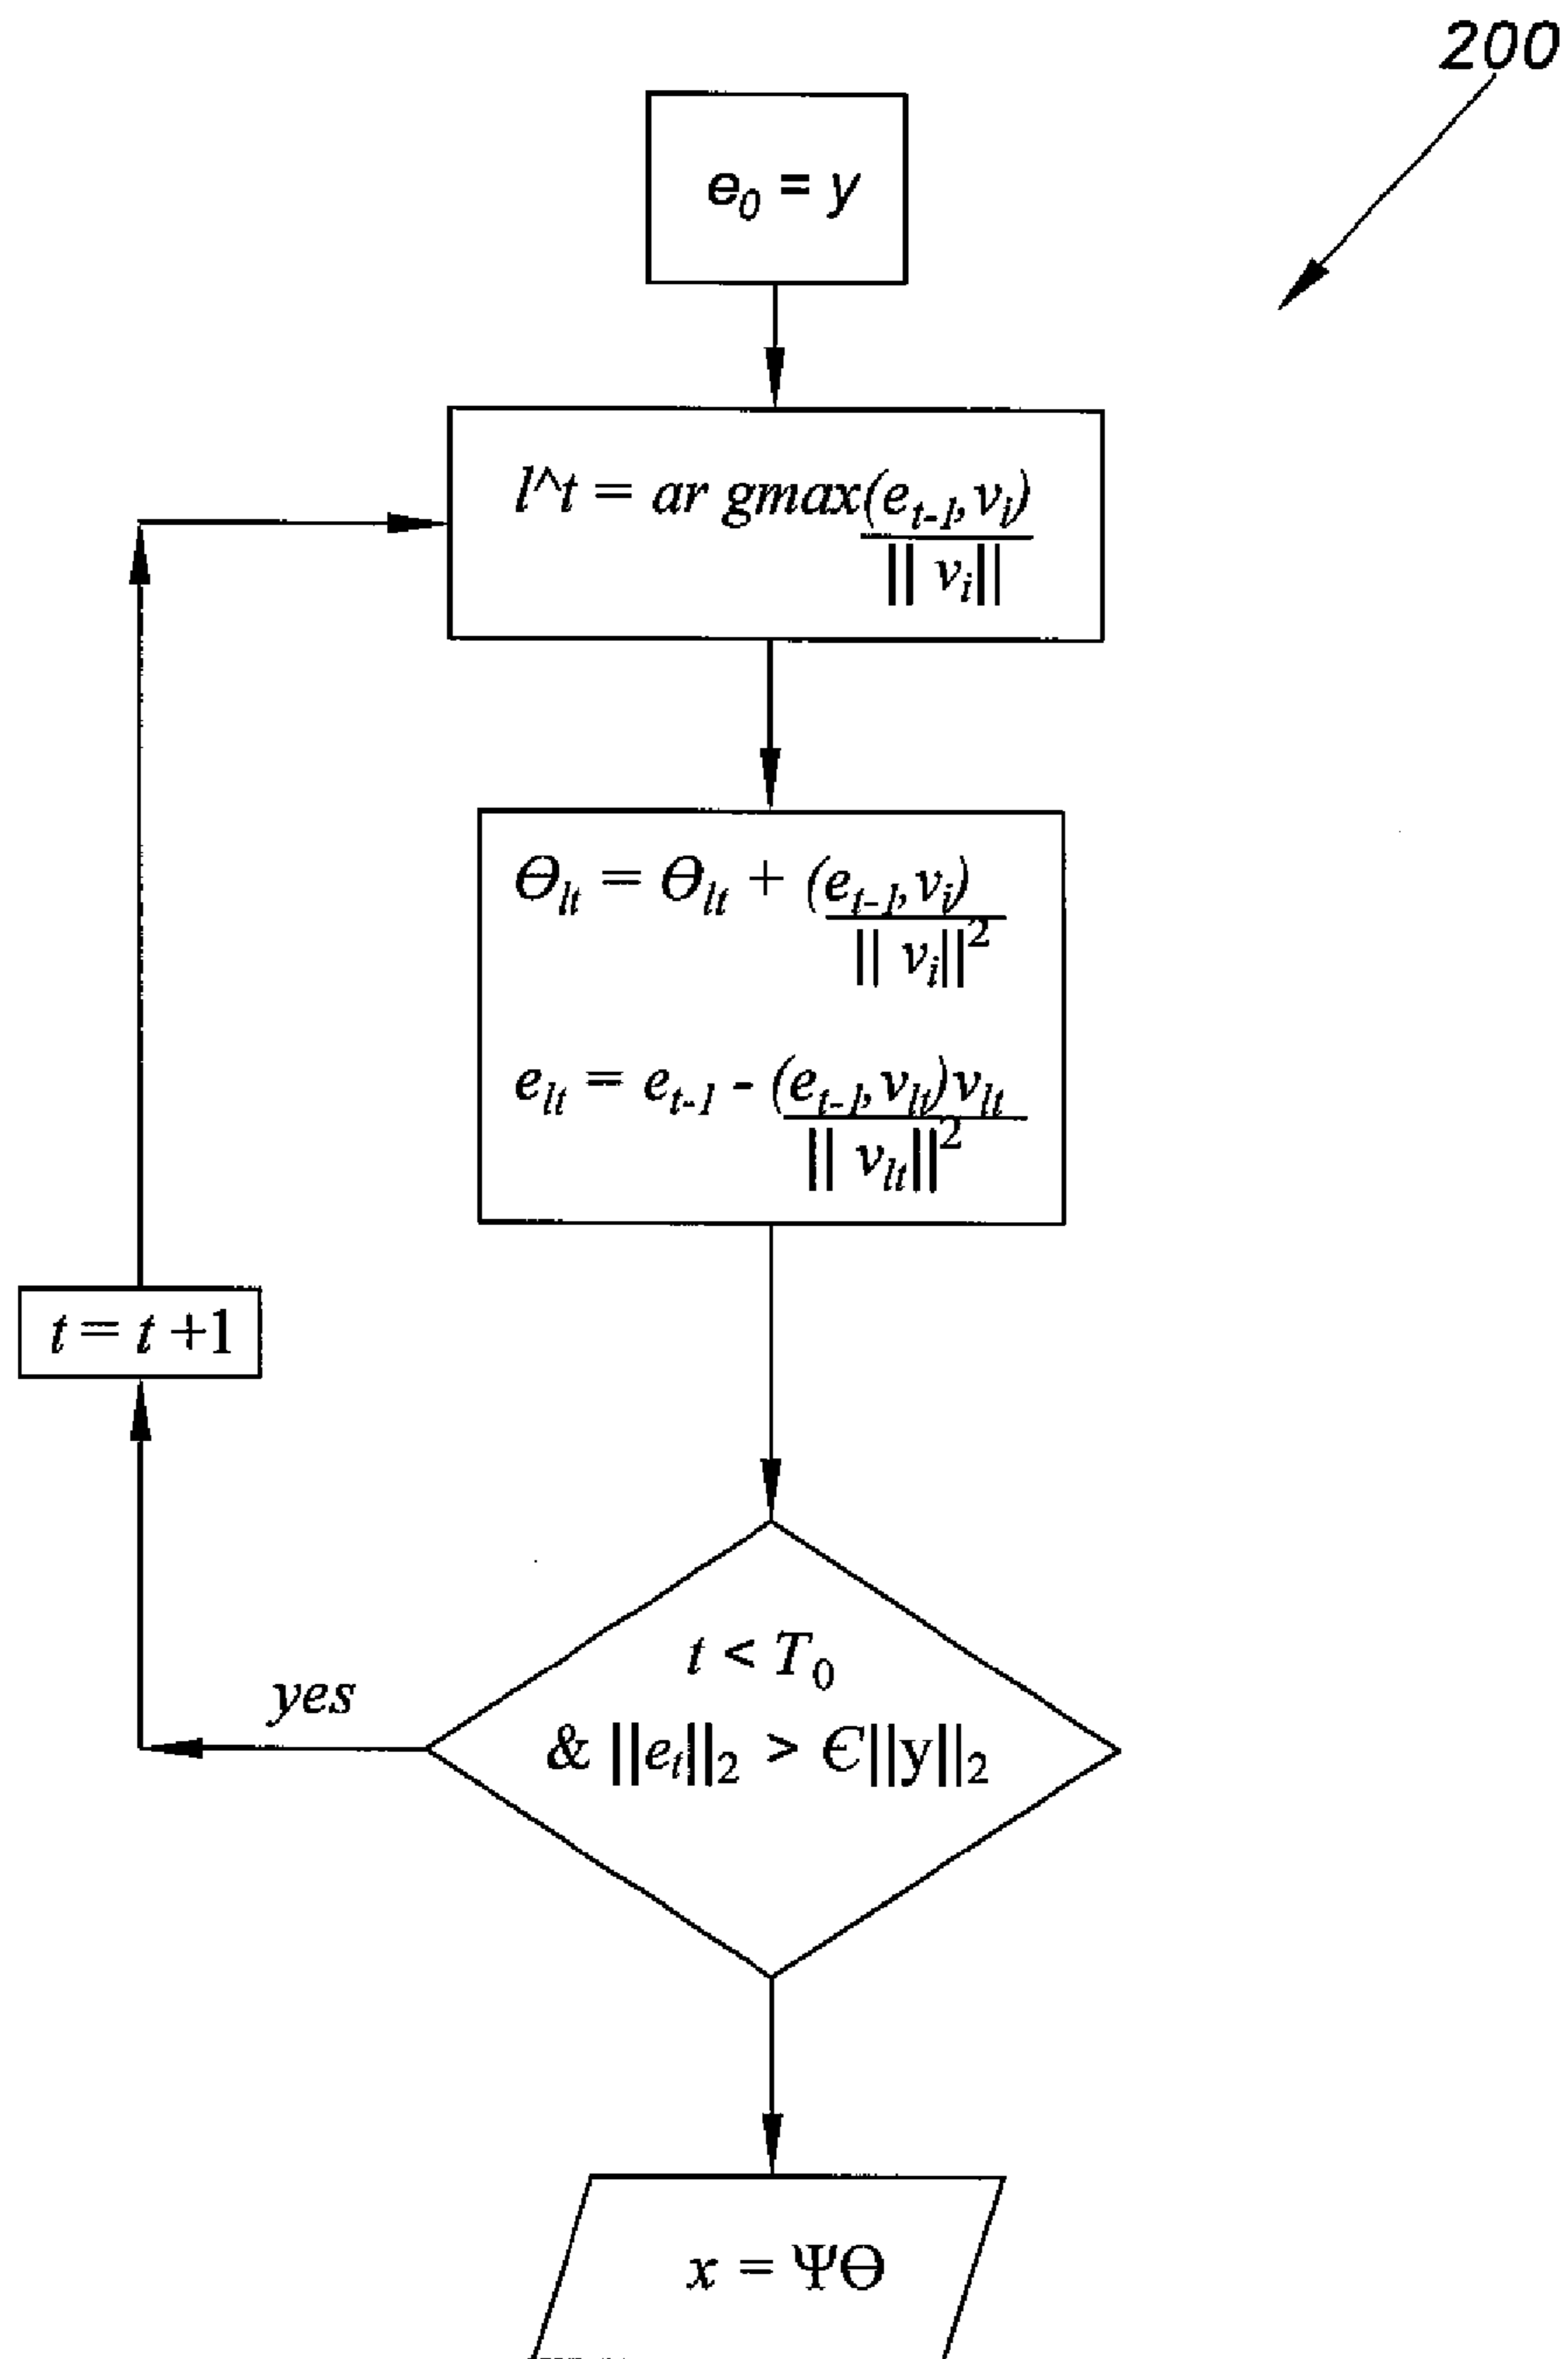 200
e₀ = y
l^t = ar gmax(eₜ₋₁, vᵢ)
|| vᵢ||
Θₗₜ = Θₗₜ + (eₜ₋₁, vᵢ)
|| vᵢ||²
eₗₜ = eₜ₋₁ - (eₜ₋₁, vₗₜ)vₗₜ
|| vₗₜ||²
t = t +1
t < T₀
yes
& ||eₜ||₂ > Є||y||₂
x = ΨΘ